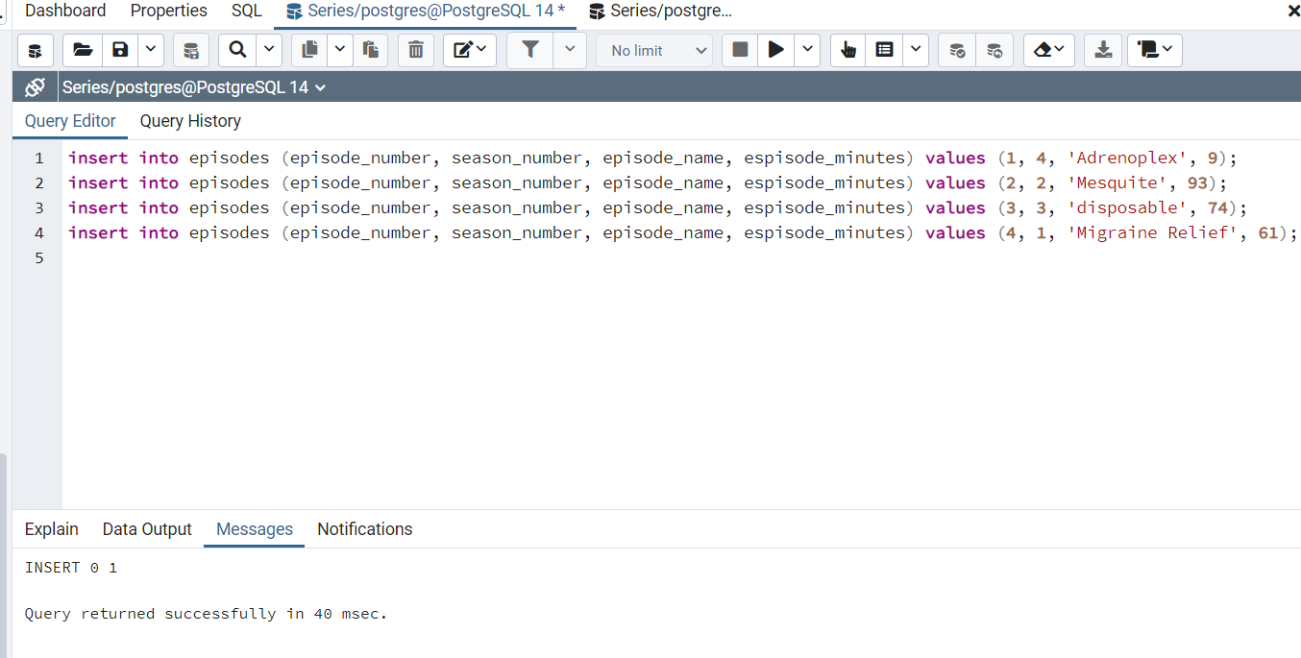 Dashboard Properties SQL Series/postgres@PostgreSQL 14 * Series/postgre...
No limit
Series/postgres@PostgreSQL 14
Query Editor Query History
1 insert into episodes (episode_number, season_number, episode_name, espisode_minutes) values (1, 4, 'Adrenoplex', 9);
2 insert into episodes (episode_number, season_number, episode_name, espisode_minutes) values (2, 2, 'Mesquite', 93);
3 insert into episodes (episode_number, season_number, episode_name, espisode_minutes) values (3, 3, 'disposable', 74);
4 insert into episodes (episode_number, season_number, episode_name, espisode_minutes) values (4, 1, 'Migraine Relief', 61);
5
Explain Data Output Messages Notifications
INSERT 0 1
Query returned successfully in 40 msec.